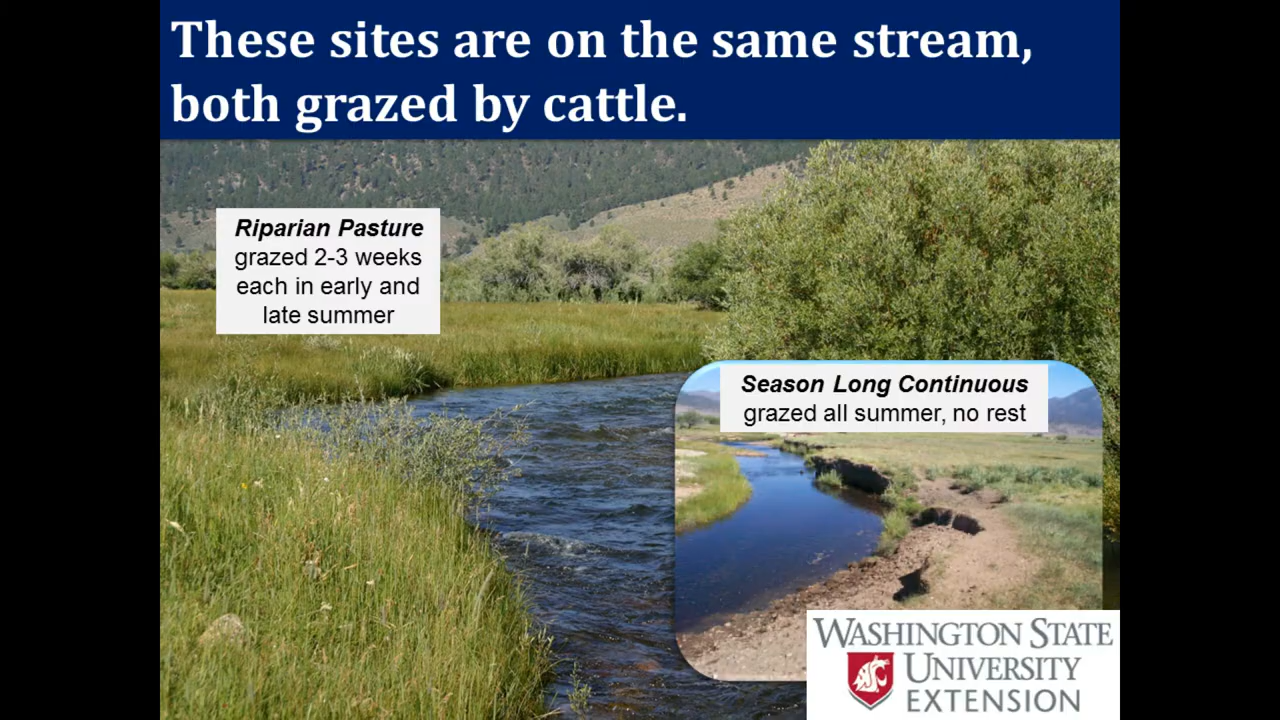 These sites are on the same stream,
both grazed by cattle.
Riparian Pasture
grazed 2-3 weeks
each in early and
late summer
Season Long Continuous
grazed all summer, no rest
WASHINGTON STATE
UNIVERSITY
EXTENSION